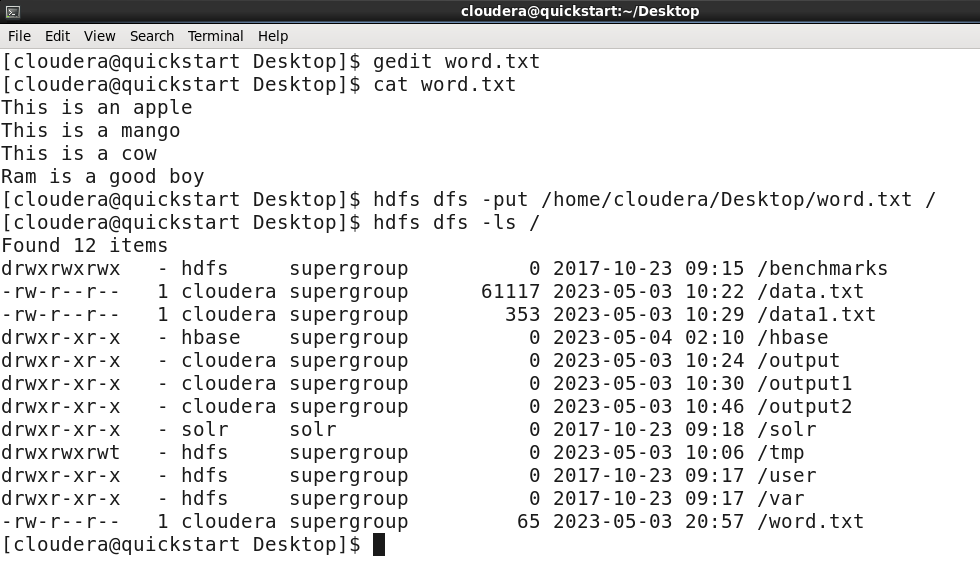 cloudera@quickstart:~/Desktop
File Edit View Search Terminal Help
[cloudera@quickstart Desktop]$ gedit word.txt
[cloudera@quickstart Desktop]$ cat word.txt
This is an apple
This is a mango
This is a cow
Ram is a good boy
[cloudera@quickstart Desktop]$ hdfs dfs -put /home/cloudera/Desktop/word.txt /
[cloudera@quickstart Desktop]$ hdfs dfs -ls /
Found 12 items
drwxrwxrwx   - hdfs     supergroup          0 2017-10-23 09:15 /benchmarks
-rw-r--r--   1 cloudera supergroup      61117 2023-05-03 10:22 /data.txt
-rw-r--r--   1 cloudera supergroup        353 2023-05-03 10:29 /data1.txt
drwxr-xr-x   - hbase    supergroup          0 2023-05-04 02:10 /hbase
drwxr-xr-x   - cloudera supergroup          0 2023-05-03 10:24 /output
drwxr-xr-x   - cloudera supergroup          0 2023-05-03 10:30 /output1
drwxr-xr-x   - cloudera supergroup          0 2023-05-03 10:46 /output2
drwxr-xr-x   - solr     solr                0 2017-10-23 09:18 /solr
drwxrwxrwt   - hdfs     supergroup          0 2023-05-03 10:06 /tmp
drwxr-xr-x   - hdfs     supergroup          0 2017-10-23 09:17 /user
drwxr-xr-x   - hdfs     supergroup          0 2017-10-23 09:17 /var
-rw-r--r--   1 cloudera supergroup         65 2023-05-03 20:57 /word.txt
[cloudera@quickstart Desktop]$